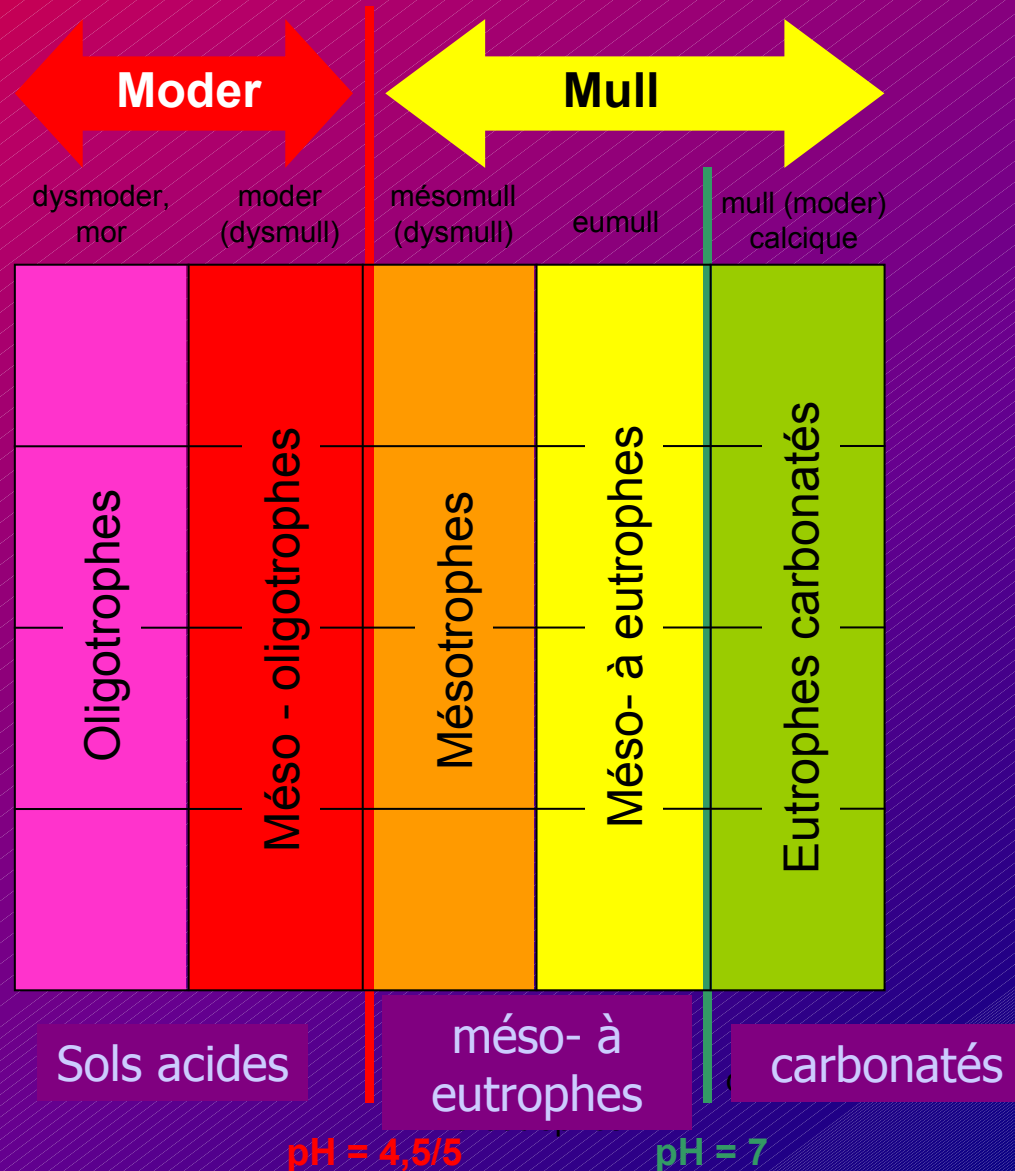 Moder
Mull
dysmoder,
mor
moder
(dysmull)
mésomull
(dysmull)
eumull
mull (moder)
calcique
Oligotrophes
Méso - oligotrophes
Mésotrophes
Méso- à eutrophes
Eutrophes carbonatés
Sols acides
méso- à
eutrophes
carbonatés
pH = 4,5/5
pH = 7